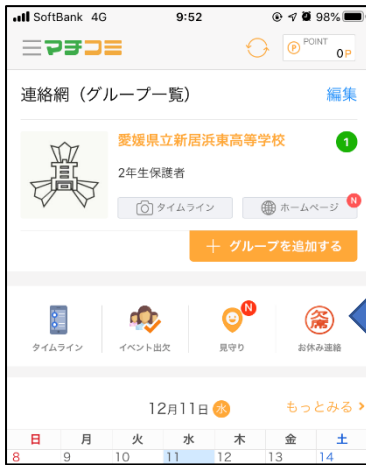 SoftBank 4G 9:52 98%
マチコミ P POINT 0P
連絡網（グループ一覧） 編集
愛媛県立新居浜東高等学校 1
2年生保護者
タイムライン ホームページ N
＋ グループを追加する
N 欠席
タイムライン イベント出欠 見守り お休み連絡
12月11日 水 もっとみる >
日 月 火 水 木 金 土
8 9 10 11 12 13 14